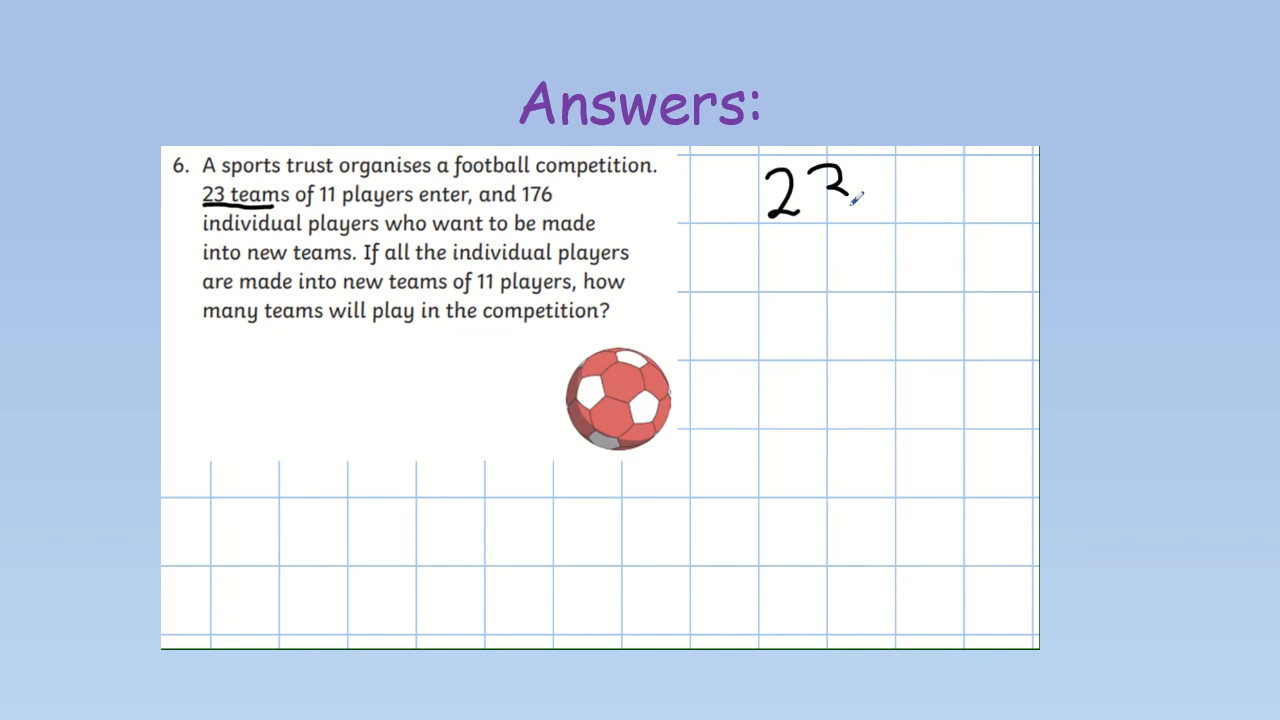 Answers:
6. A sports trust organises a football competition.
23 teams of 11 players enter, and 176
individual players who want to be made
into new teams. If all the individual players
are made into new teams of 11 players, how
many teams will play in the competition?
23